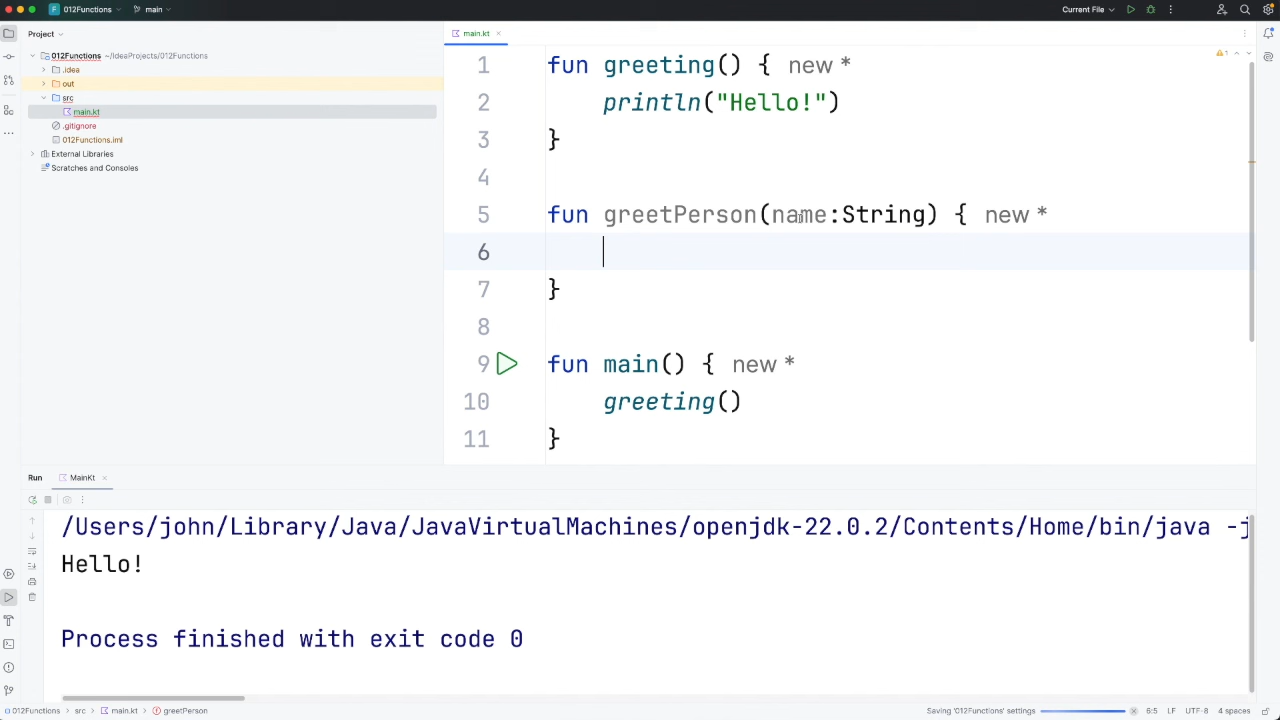 012Functions main Current File
Project
main.kt
012Functions ~/IdeaProjects/012Functions
.idea
out
src
main.kt
.gitignore
012Functions.iml
External Libraries
Scratches and Consoles
1
1 fun greeting() { new *
2 println("Hello!")
3 }
4
5 fun greetPerson(name:String) { new *
6
7 }
8
9 fun main() { new *
10 greeting()
11 }
Run MainKt
/Users/john/Library/Java/JavaVirtualMachines/openjdk-22.0.2/Contents/Home/bin/java -j
Hello!
Process finished with exit code 0
012Functions > src > main.kt > greetPerson Saving '012Functions' settings 6:5 LF UTF-8 4 spaces